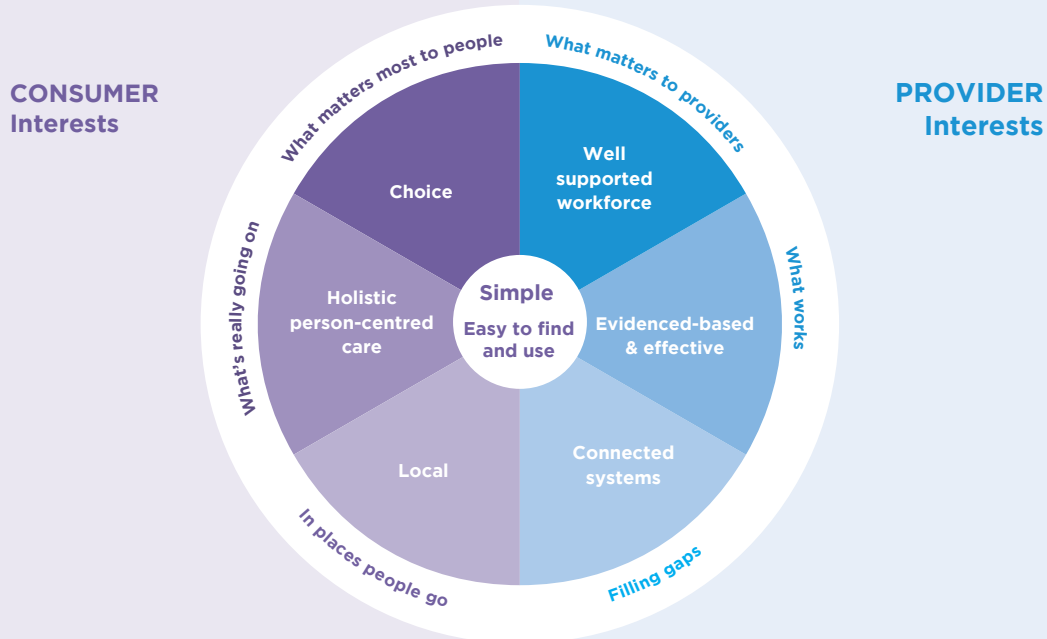 CONSUMER
Interests
PROVIDER
Interests
What matters most to people
What matters to providers
What's really going on
What works
In places people go
Filling gaps
Choice
Well
supported
workforce
Holistic
person-centred
care
Simple
Easy to find
and use
Evidenced-based
& effective
Local
Connected
systems